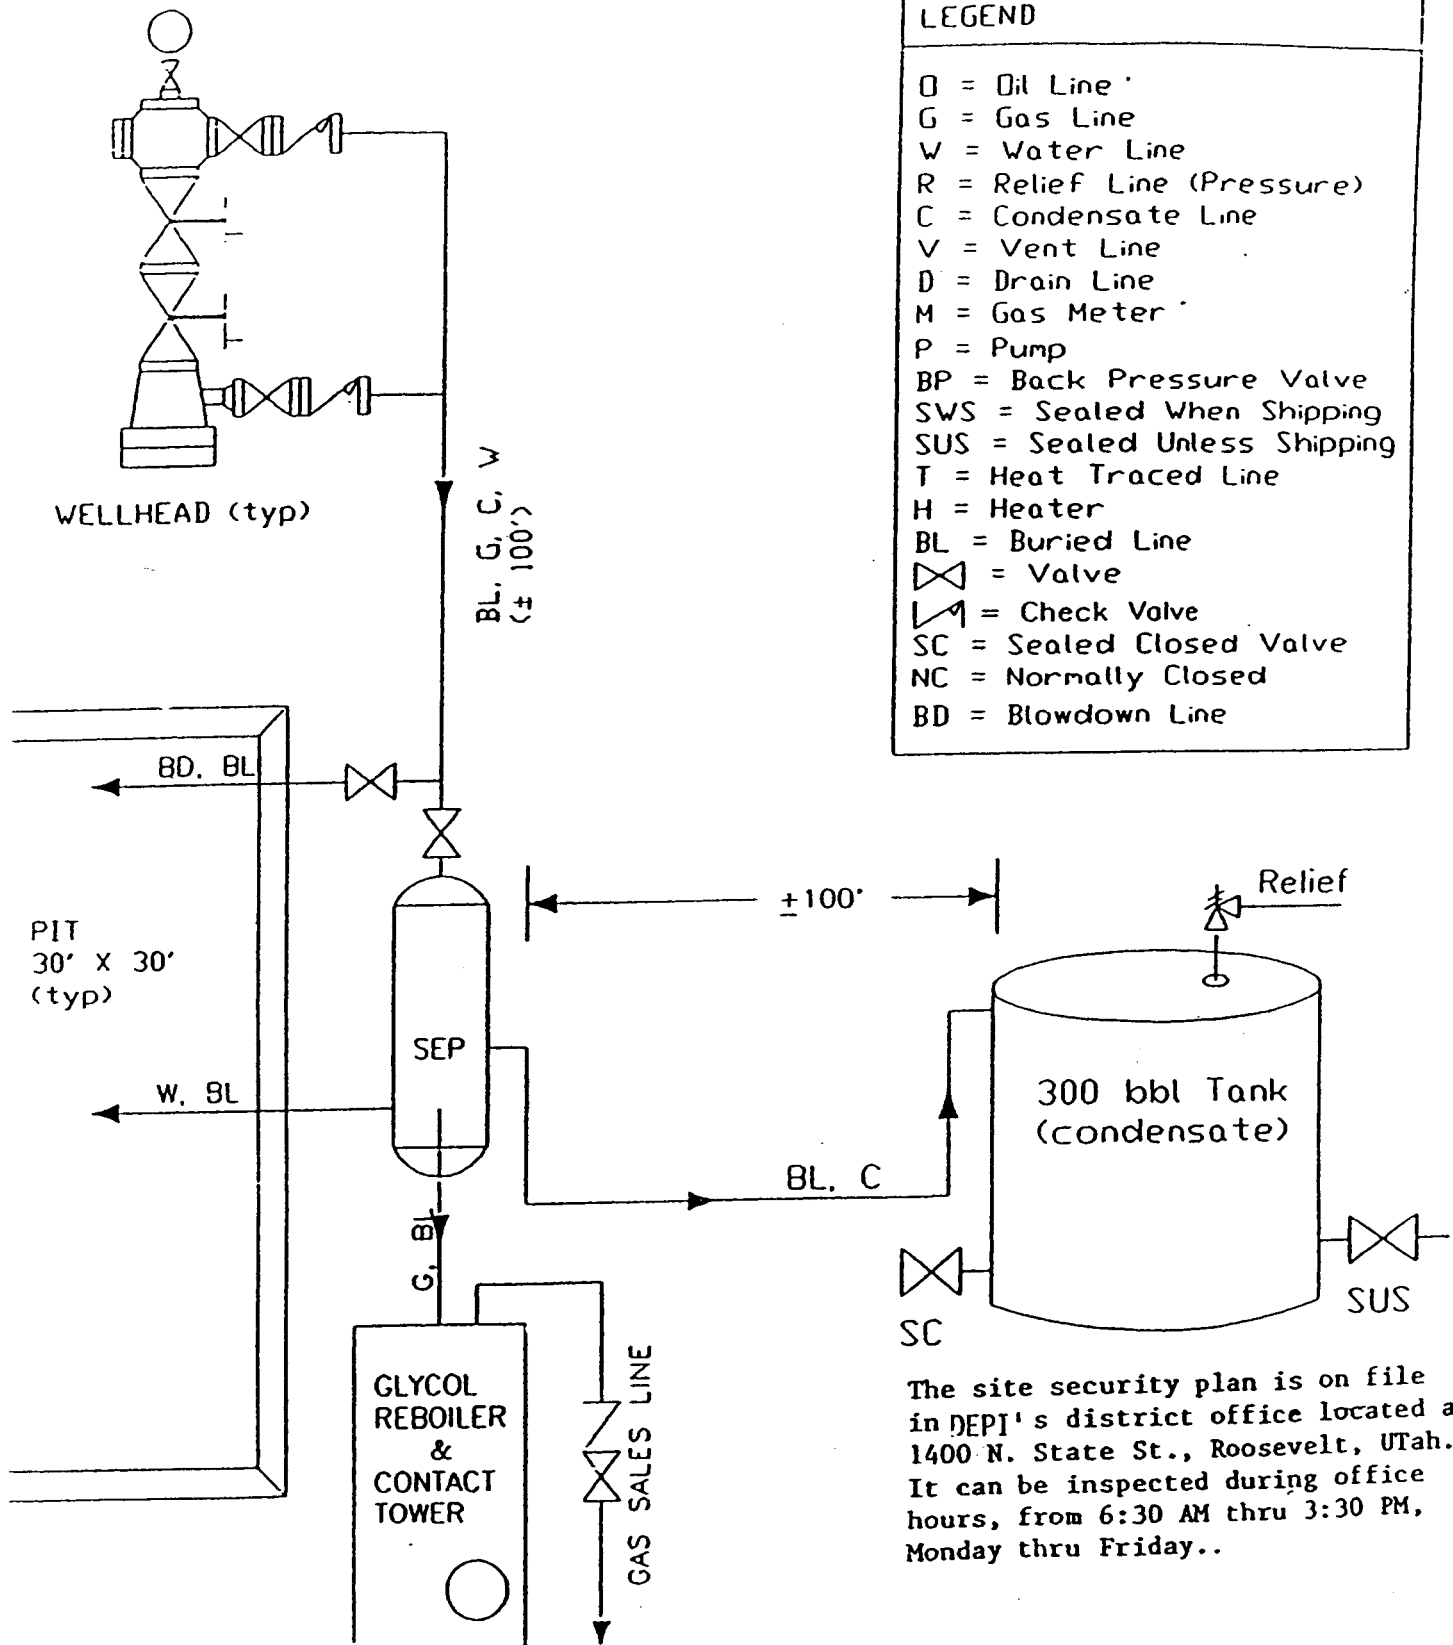 LEGEND
O = Oil Line
G = Gas Line
W = Water Line
R = Relief Line (Pressure)
C = Condensate Line
V = Vent Line
D = Drain Line
M = Gas Meter
P = Pump
BP = Back Pressure Valve
SWS = Sealed When Shipping
SUS = Sealed Unless Shipping
T = Heat Traced Line
H = Heater
BL = Buried Line
= Valve
= Check Valve
SC = Sealed Closed Valve
NC = Normally Closed
BD = Blowdown Line
WELLHEAD (typ)
BL, G, C, W
(± 100')
BD, BL
PIT
30' X 30'
(typ)
W, BL
SEP
±100'
Relief
300 bbl Tank
(condensate)
BL, C
G, BL
SC
SUS
GLYCOL
REBOILER
&
CONTACT
TOWER
GAS SALES LINE
The site security plan is on file
in DEPI's district office located a
1400 N. State St., Roosevelt, UTah.
It can be inspected during office
hours, from 6:30 AM thru 3:30 PM,
Monday thru Friday..